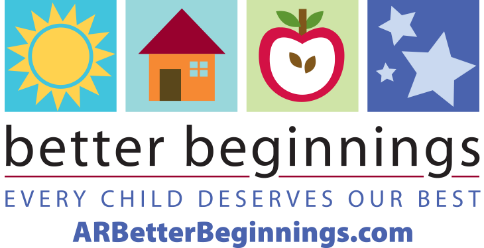 better beginnings
EVERY CHILD DESERVES OUR BEST
ARBetterBeginnings.com